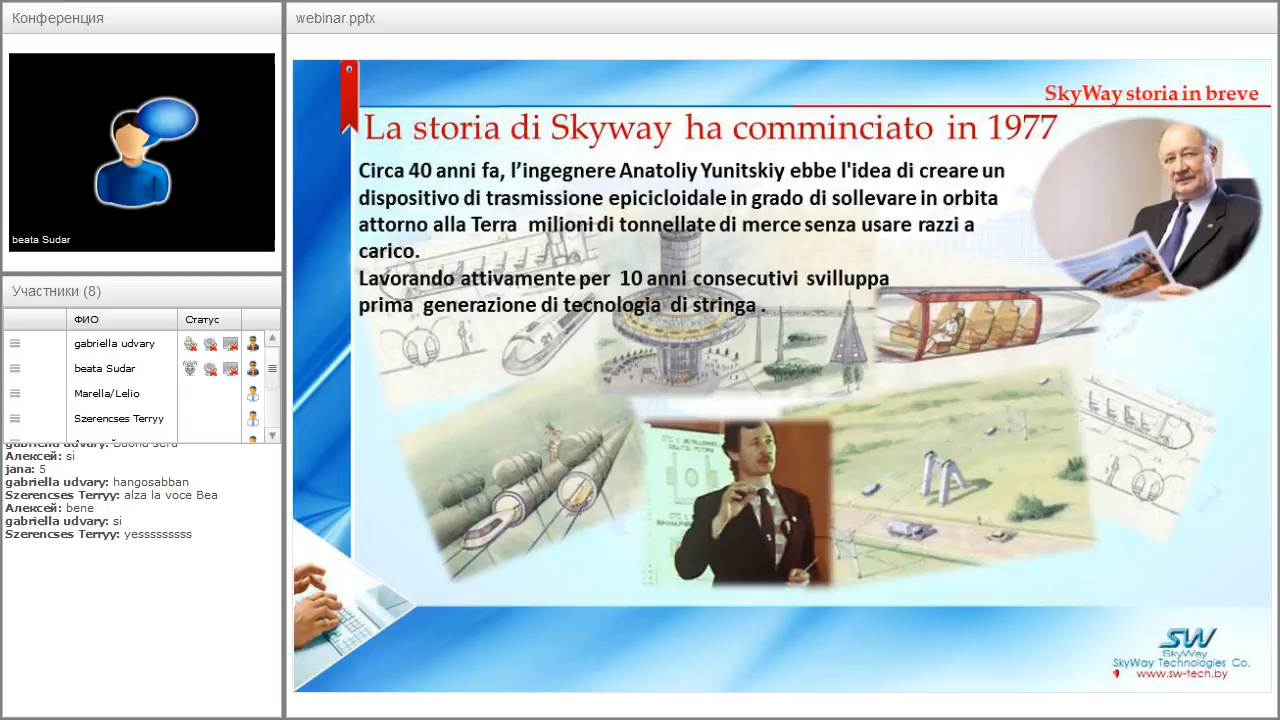 Конференция
beata Sudar
Участники (8)
ФИО
Статус
gabriella udvary
beata Sudar
Marella/Lelio
Szerencses Terryy
gabriella udvary: Buona sera
Алексей: si
jana: 5
gabriella udvary: hangosabban
Szerencses Terryy: alza la voce Bea
Алексей: bene
gabriella udvary: si
Szerencses Terryy: yesssssssss
webinar.pptx
SkyWay storia in breve
La storia di Skyway ha comminciato in 1977
Circa 40 anni fa, l’ingegnere Anatoliy Yunitskiy ebbe l'idea di creare un
dispositivo di trasmissione epicicloidale in grado di sollevare in orbita
attorno alla Terra milioni di tonnellate di merce senza usare razzi a
carico.
Lavorando attivamente per 10 anni consecutivi svilluppa
prima generazione di tecnologia di stringa .
SW
SkyWay
SkyWay Technologies Co.
www.sw-tech.by